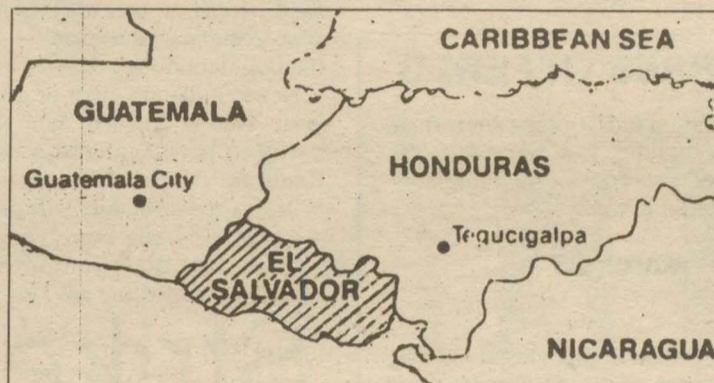 CARIBBEAN SEA
GUATEMALA
HONDURAS
Guatemala City
Tegucigalpa
EL
SALVADOR
NICARAGUA